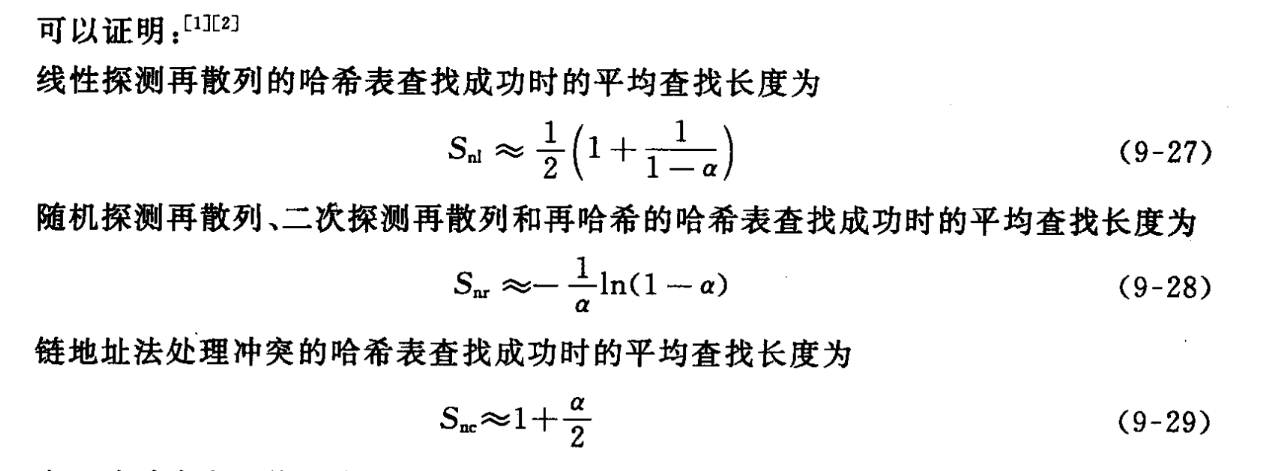 可以证明:[1][2]
线性探测再散列的哈希表查找成功时的平均查找长度为
Snl ≈ 1/2(1 + 1/(1 − α)) (9-27)
随机探测再散列、二次探测再散列和再哈希的哈希表查找成功时的平均查找长度为
Snr ≈ − 1/α ln(1 − α) (9-28)
链地址法处理冲突的哈希表查找成功时的平均查找长度为
Snc ≈ 1 + α/2 (9-29)